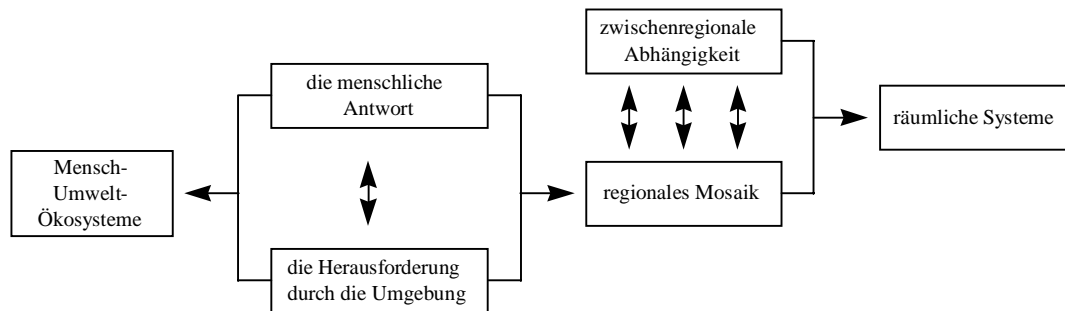 zwischenregionale
Abhängigkeit
die menschliche
Antwort
räumliche Systeme
Mensch-
Umwelt-
Ökosysteme
regionales Mosaik
die Herausforderung
durch die Umgebung